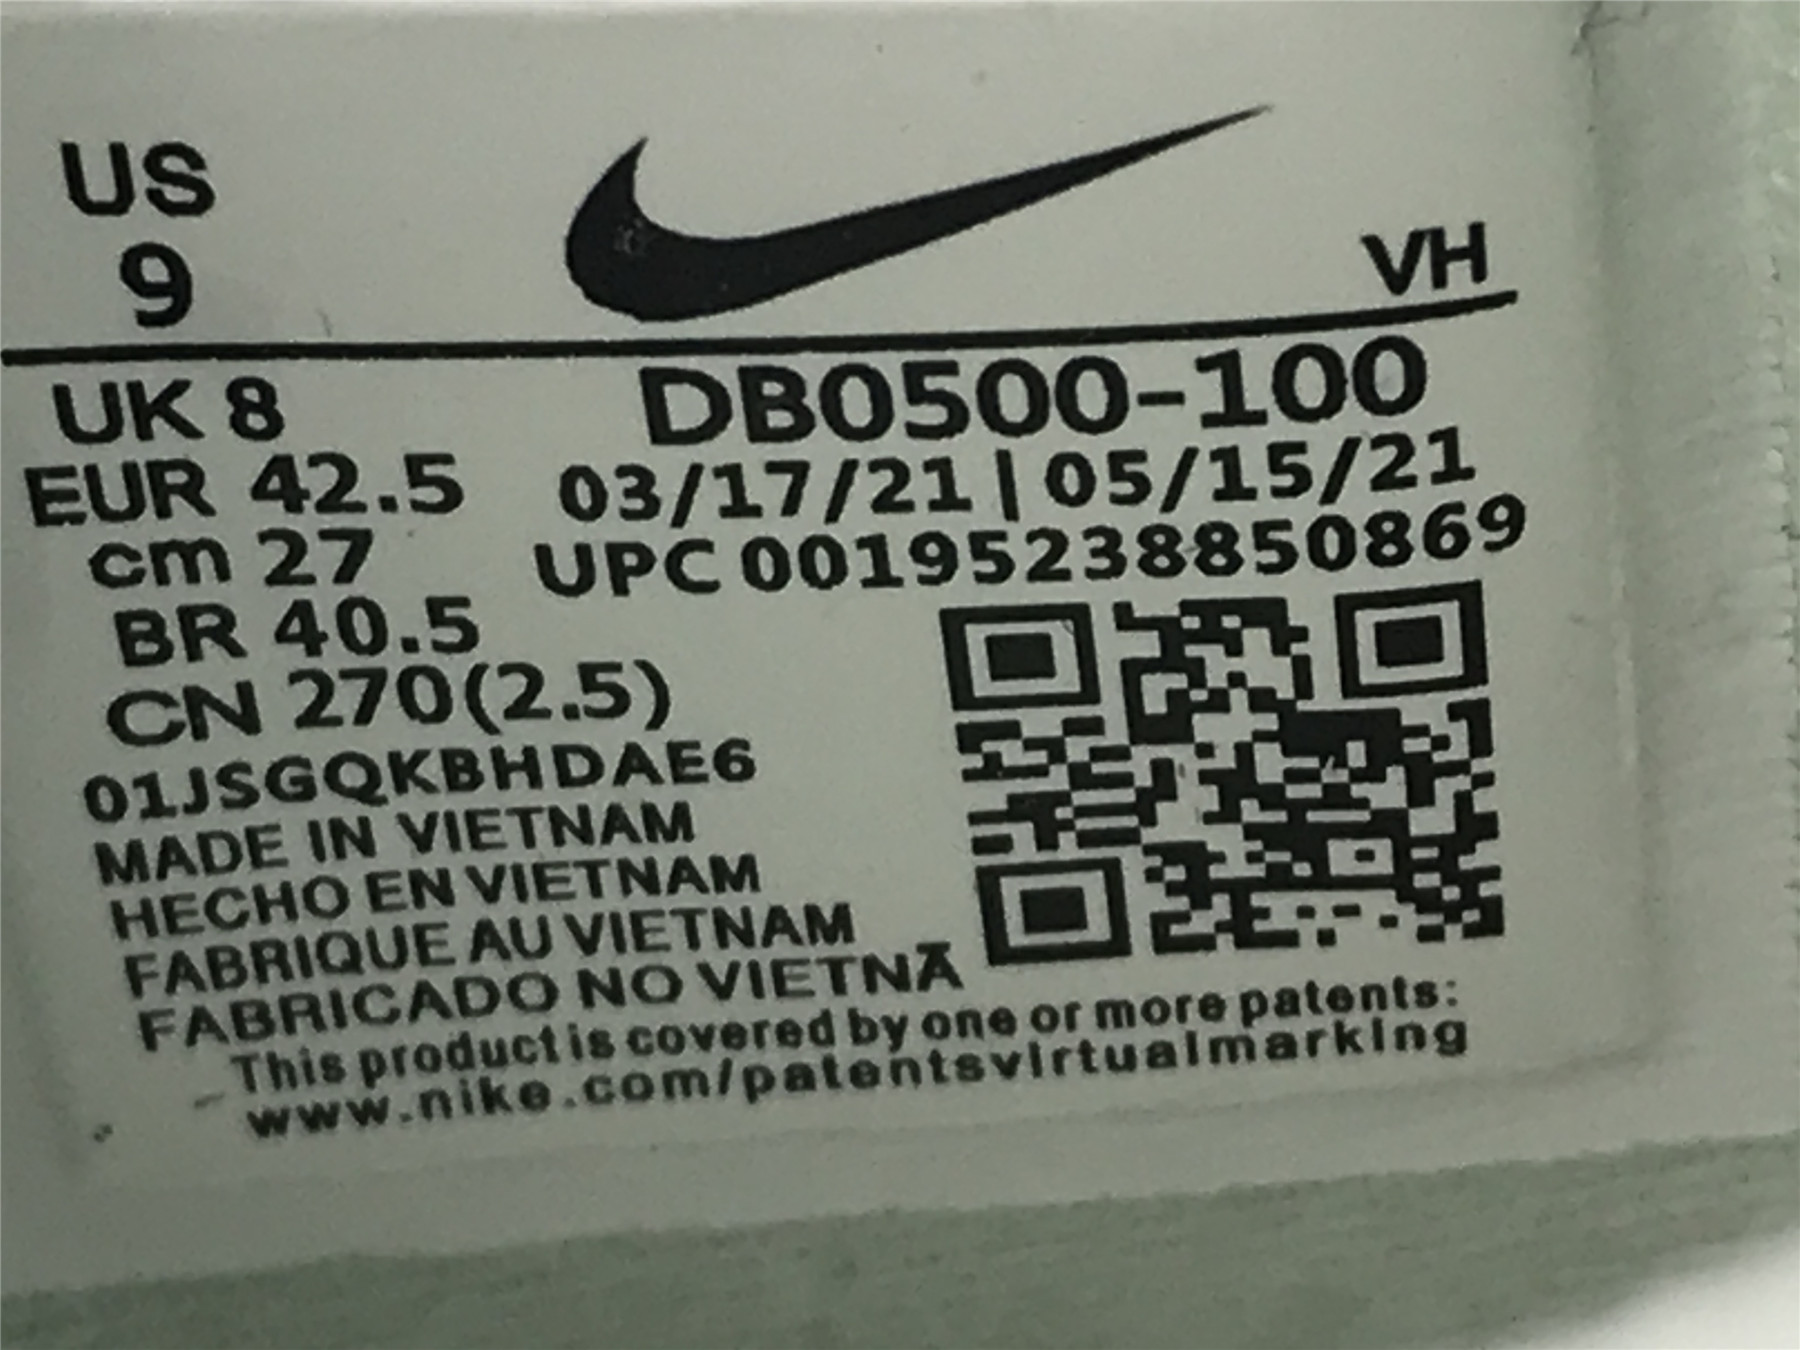 US
9
VH
UK 8
DB0500-100
EUR 42.5
03/17/21 | 05/15/21
cm 27
UPC 00195238850869
BR 40.5
CN 270(2.5)
01JSGQKBHDAE6
MADE IN VIETNAM
HECHO EN VIETNAM
FABRIQUE AU VIETNAM
FABRICADO NO VIETNÃ
This product is covered by one or more patents:
www.nike.com/patentsvirtualmarking